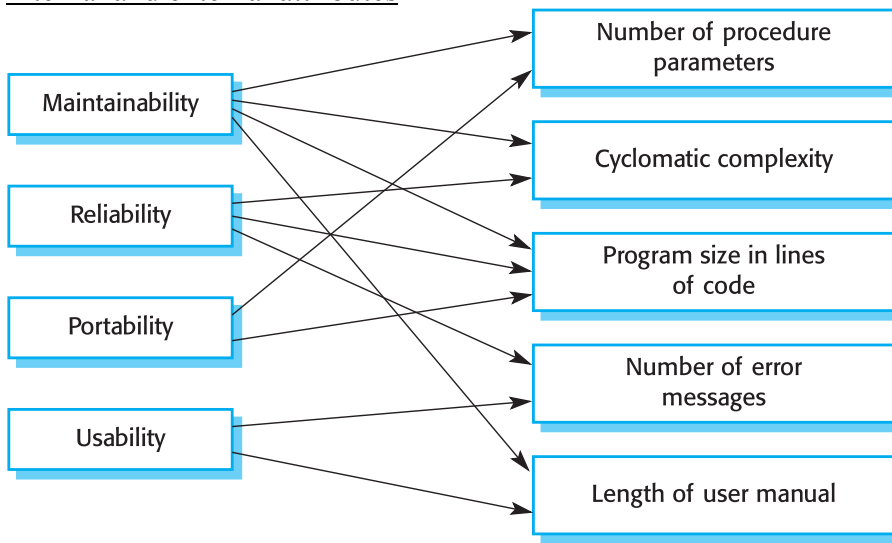 Maintainability
Reliability
Portability
Usability
Number of procedure
parameters
Cyclomatic complexity
Program size in lines
of code
Number of error
messages
Length of user manual